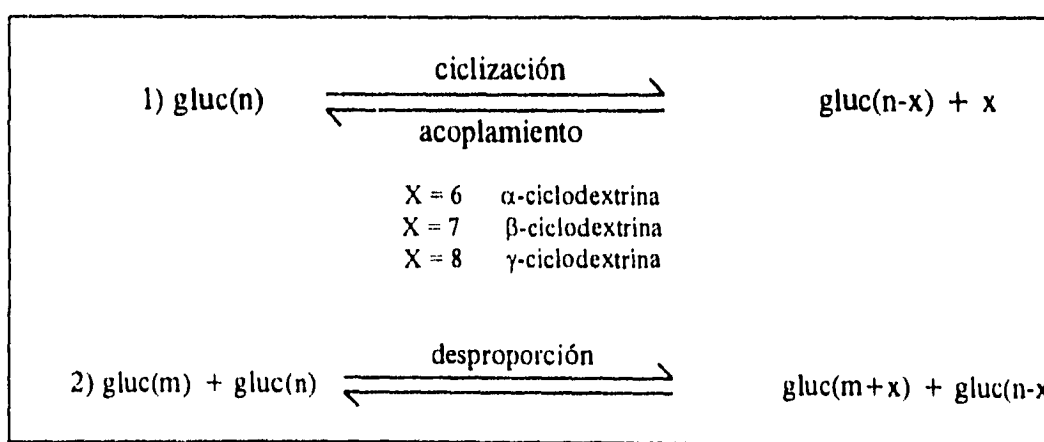 ciclización
1) gluc(n) gluc(n-x) + x
acoplamiento
X = 6 α-ciclodextrina
X = 7 β-ciclodextrina
X = 8 γ-ciclodextrina
desproporción
2) gluc(m) + gluc(n) gluc(m+x) + gluc(n-x